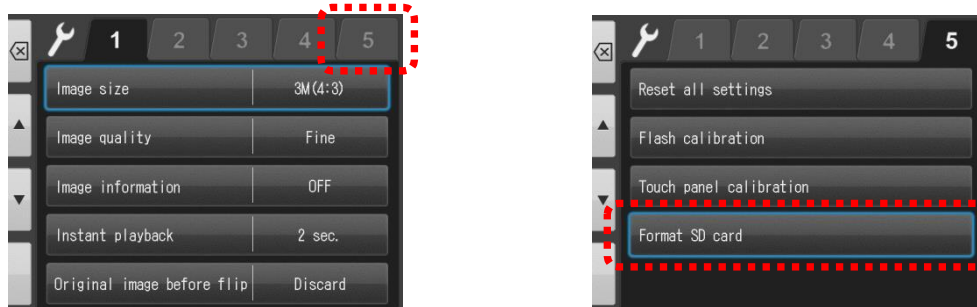 1 2 3 4 5
Image size 3M(4:3)
Image quality Fine
Image information OFF
Instant playback 2 sec.
Original image before flip Discard
1 2 3 4 5
Reset all settings
Flash calibration
Touch panel calibration
Format SD card